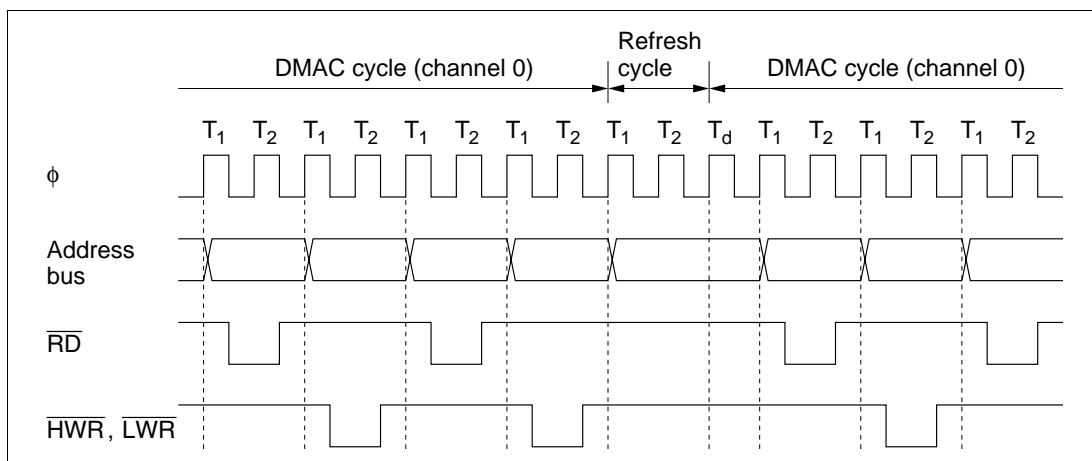 Refresh
cycle
DMAC cycle (channel 0)
DMAC cycle (channel 0)
T1 T2 T1 T2 T1 T2 T1 T2 T1 T2 Td T1 T2 T1 T2 T1 T2
ϕ
Address
bus
RD
HWR, LWR